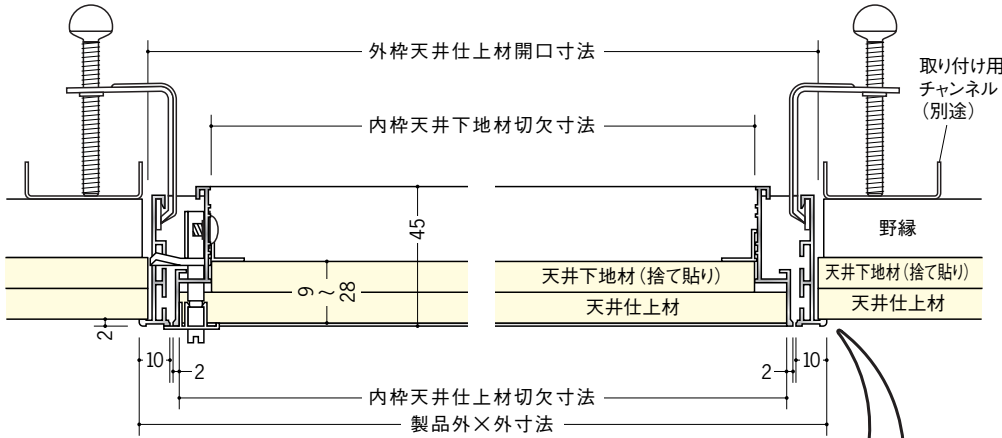 外枠天井仕上材開口寸法
取り付け用
チャンネル
（別途）
内枠天井下地材切欠寸法
45
野縁
天井下地材（捨て貼り）
天井下地材（捨て貼り）
9～28
天井仕上材
天井仕上材
2
10
2
2
10
内枠天井仕上材切欠寸法
製品外×外寸法